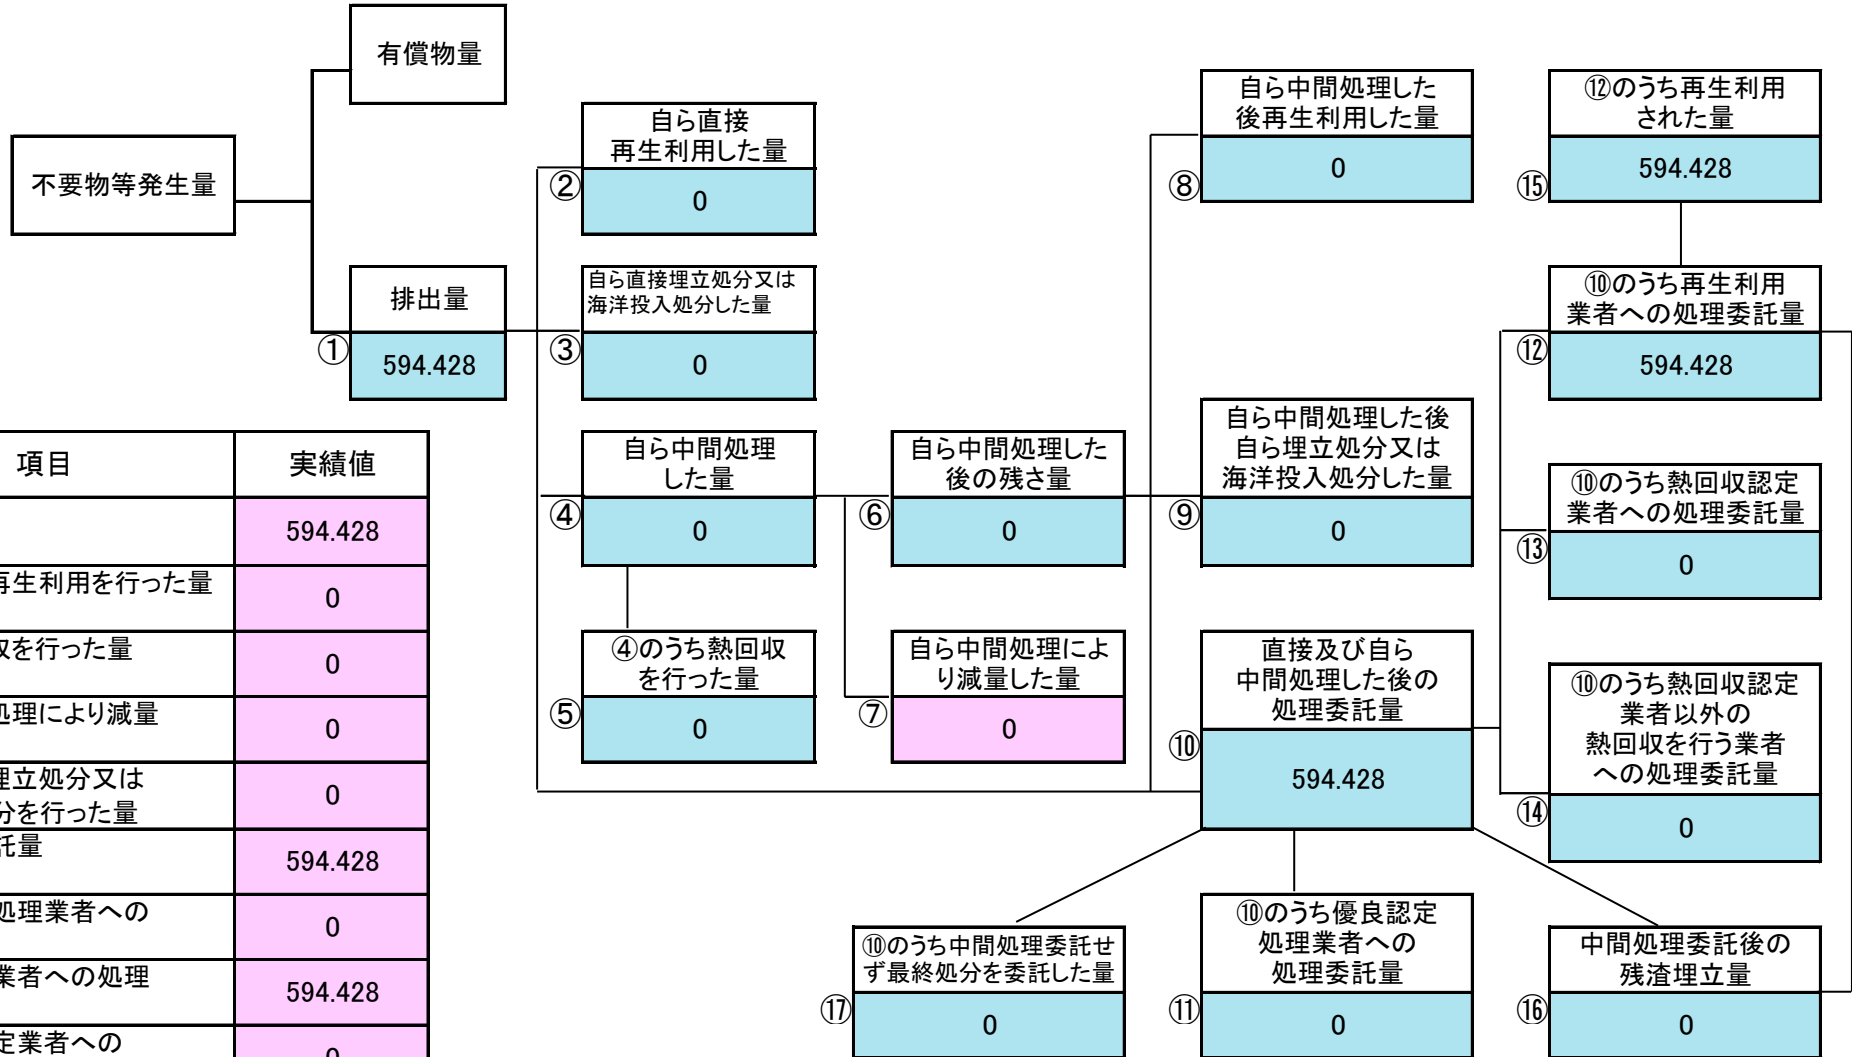 有償物量
不要物等発生量
排出量
①
594.428
自ら直接
再生利用した量
②
0
自ら直接埋立処分又は
海洋投入処分した量
③
0
自ら中間処理
した量
④
0
④のうち熱回収
を行った量
⑤
0
自ら中間処理した
後の残さ量
⑥
0
自ら中間処理によ
り減量した量
⑦
0
自ら中間処理した
後再生利用した量
⑧
0
自ら中間処理した後
自ら埋立処分又は
海洋投入処分した量
⑨
0
直接及び自ら
中間処理した後の
処理委託量
⑩
594.428
⑫のうち再生利用
された量
⑮
594.428
⑩のうち再生利用
業者への処理委託量
⑫
594.428
⑩のうち熱回収認定
業者への処理委託量
⑬
0
⑩のうち熱回収認定
業者以外の
熱回収を行う業者
への処理委託量
⑭
0
⑩のうち中間処理委託せ
ず最終処分を委託した量
⑰
0
⑩のうち優良認定
処理業者への
処理委託量
⑪
0
中間処理委託後の
残渣埋立量
⑯
0
項目 実績値
594.428
再生利用を行った量 0
を行った量 0
処理により減量 0
埋立処分又は
分を行った量 0
託量 594.428
処理業者への 0
業者への処理 594.428
定業者への 0